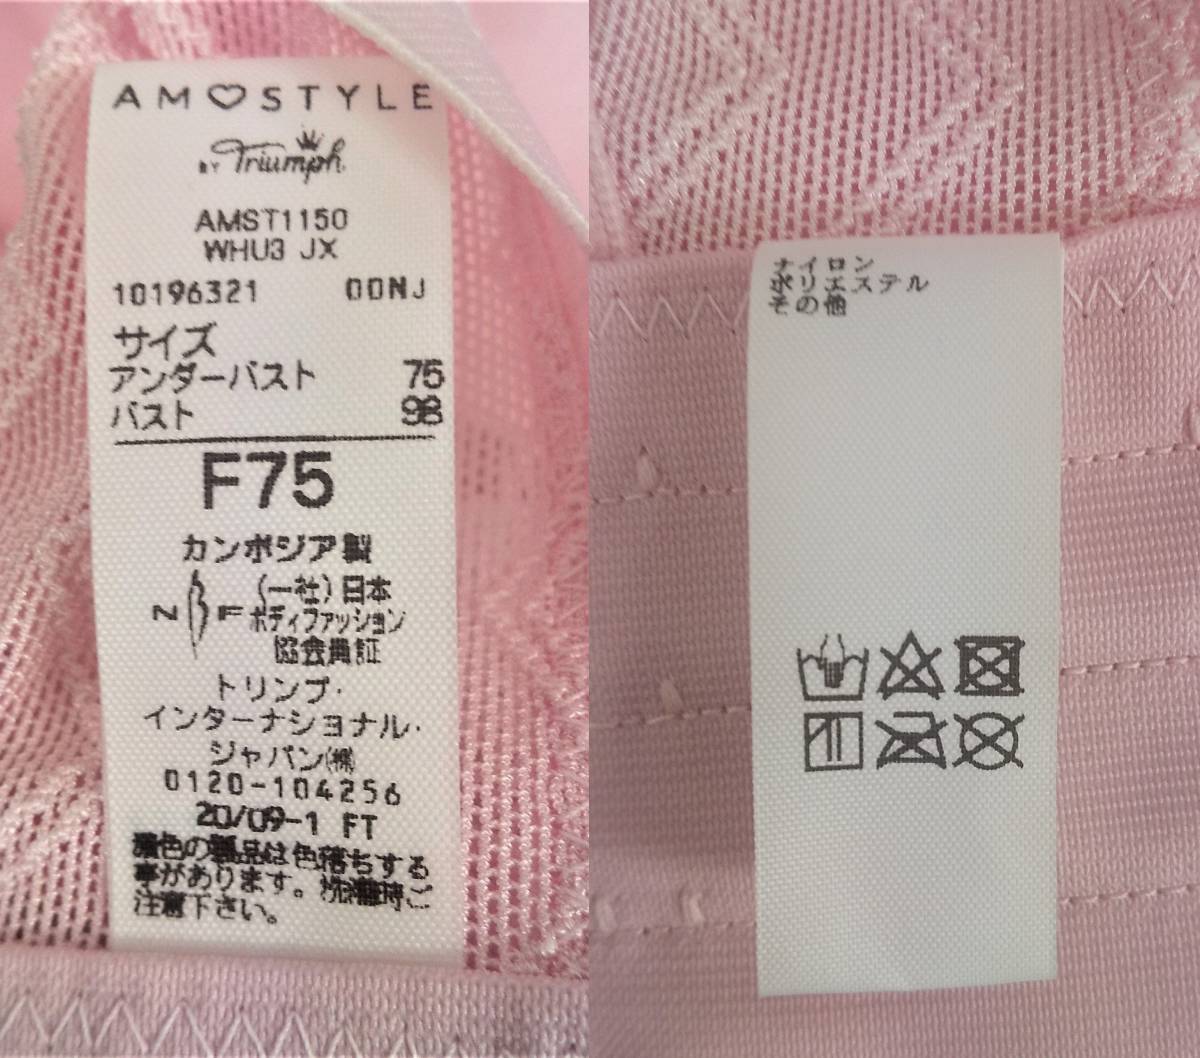 AMOSTYLE
BY Triumph
AMST1150
WHU3 JX
10196321 00NJ
サイズ
アンダーバスト 75
バスト 98
F75
カンボジア製
NBF (一社)日本
ボディファッション
協会員証
トリンプ・
インターナショナル・
ジャパン㈱
0120-104256
20/09-1 FT
濃色の製品は色落ちする
事があります。洗濯時ご
注意下さい。
ナイロン
ポリエステル
その他